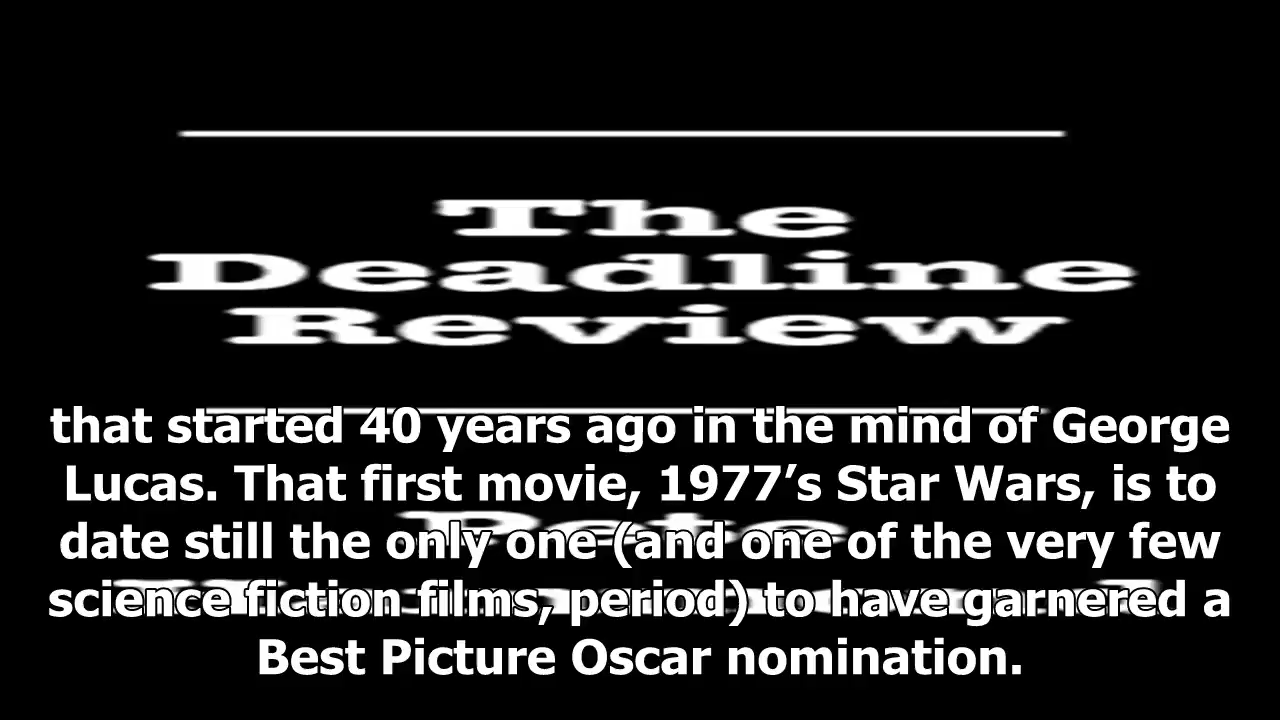 The
Deadline
Review
that started 40 years ago in the mind of George
Lucas. That first movie, 1977’s Star Wars, is to
Pete
date still the only one (and one of the very few
science fiction films, period) to have garnered a
Best Picture Oscar nomination.